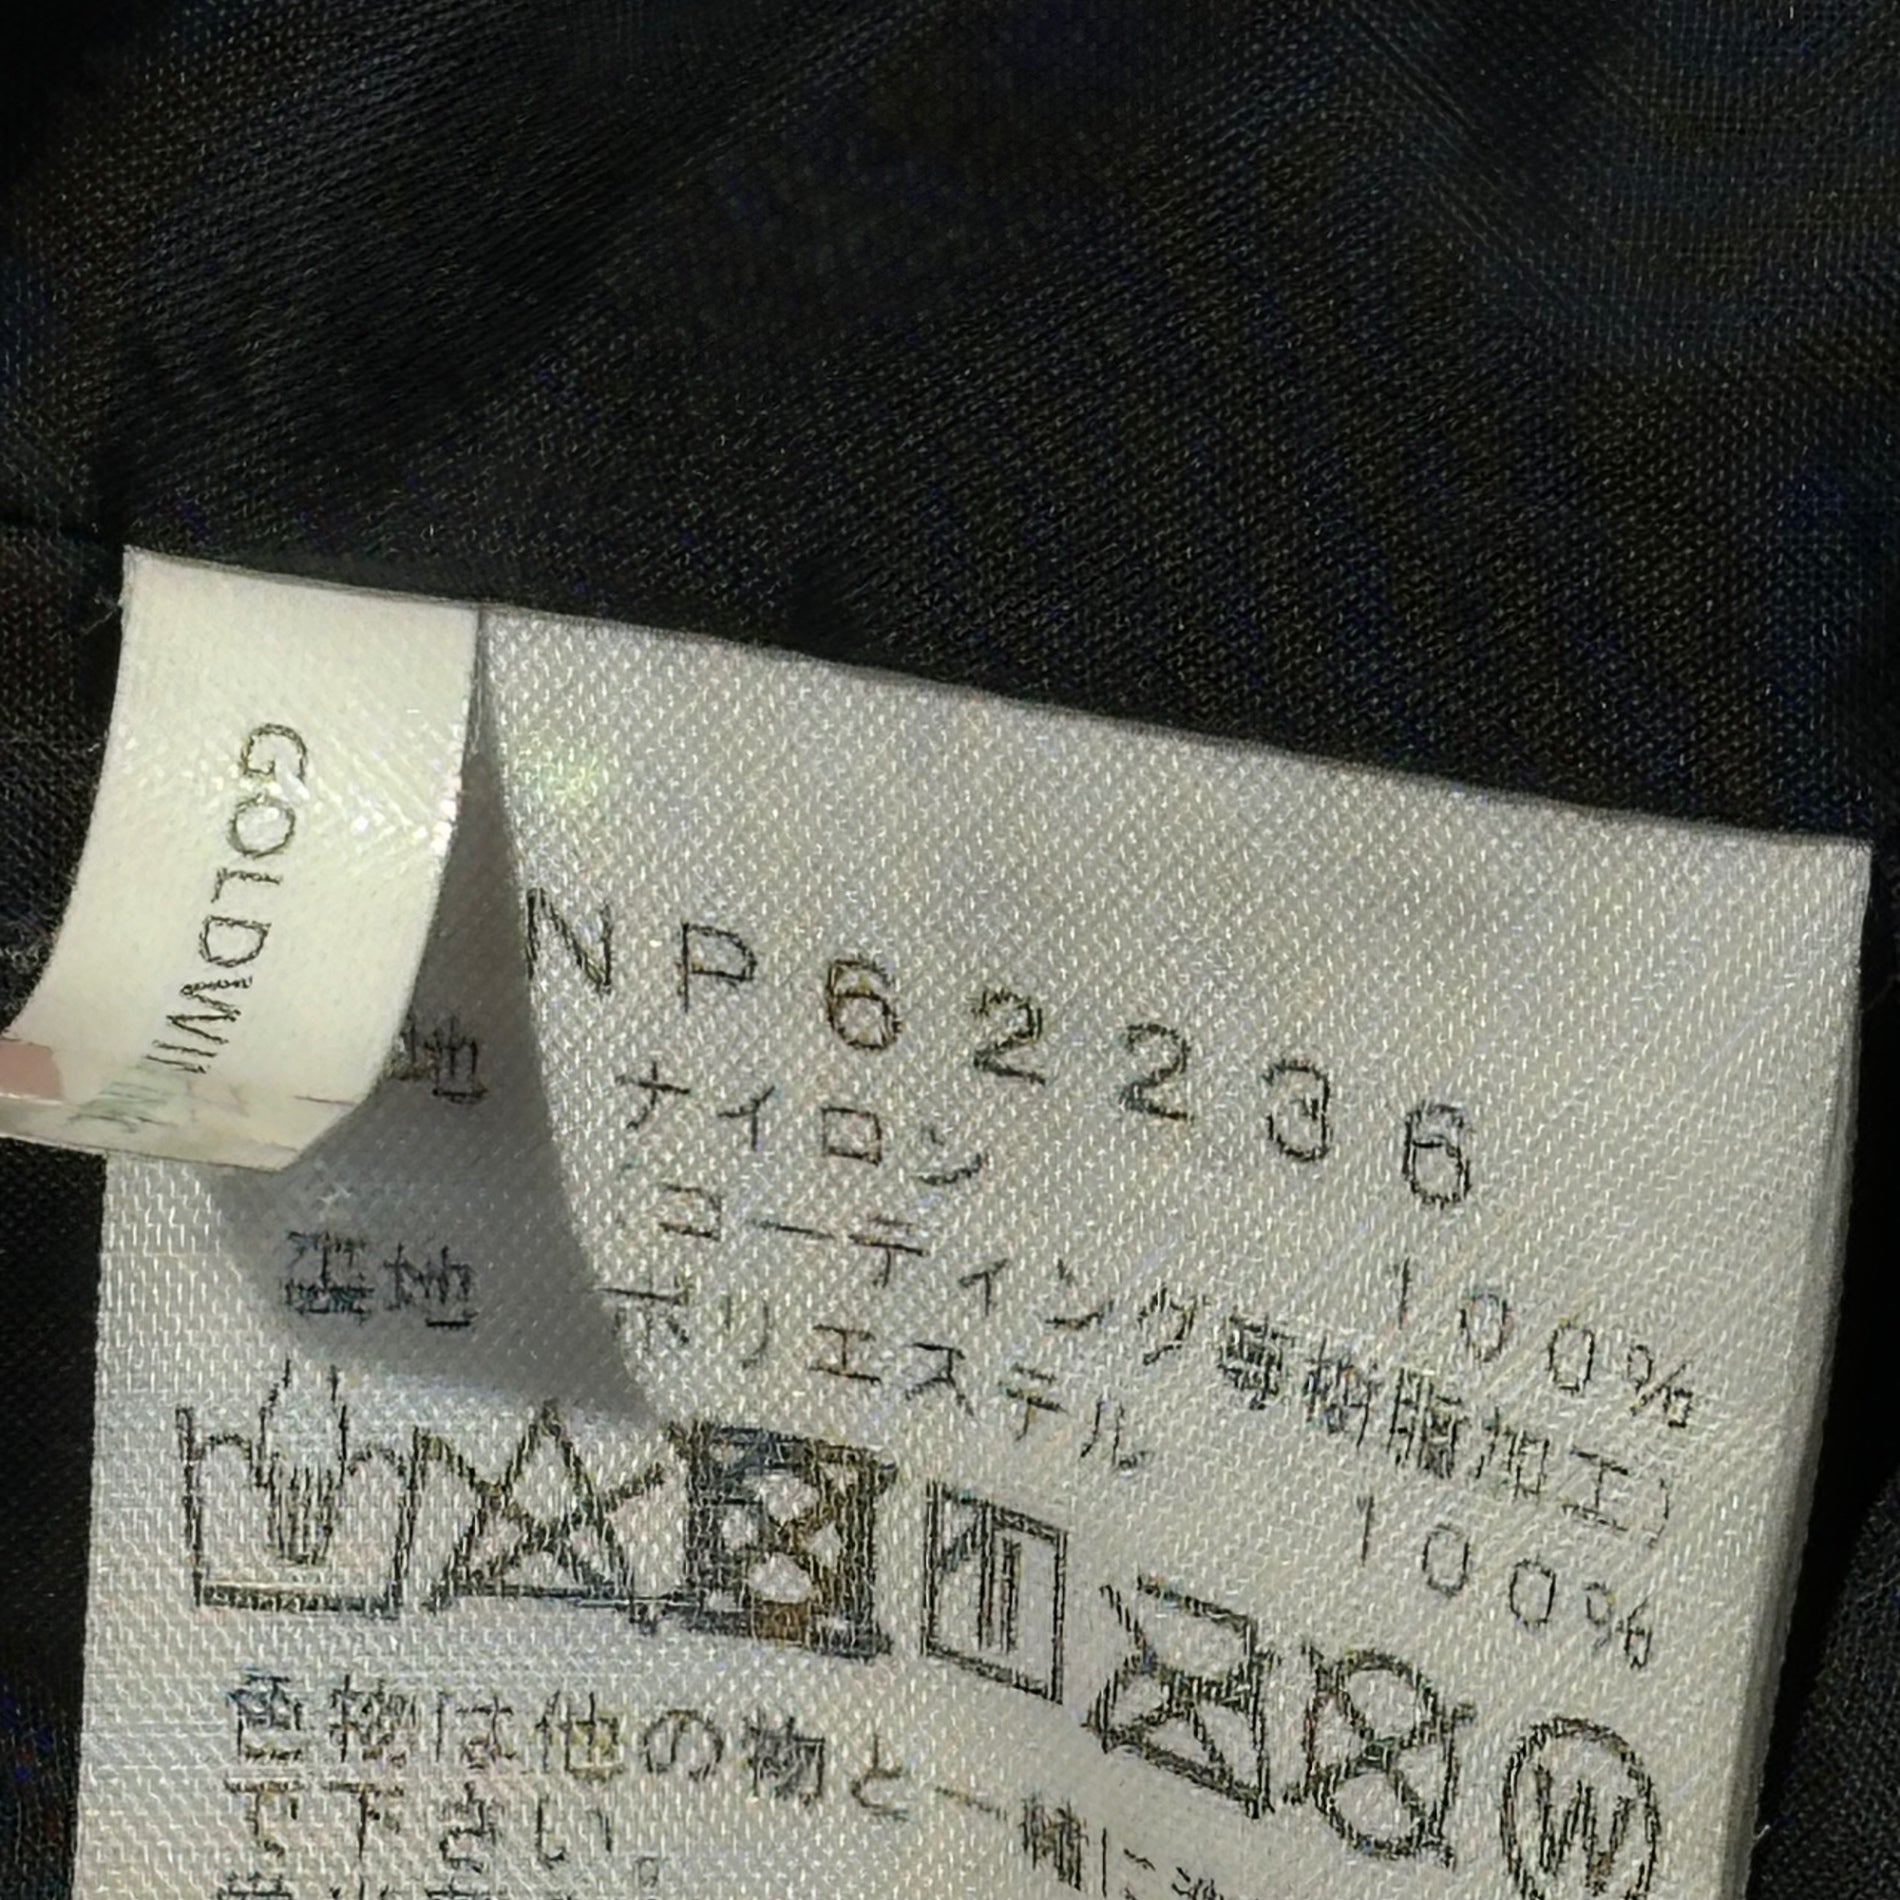 GOLDWIN
NP62236
地 ナイロン 100%
コーティング等樹脂加工)
裏地 ポリエステル 100%
W
色物は他の物と一緒に
で下さい。